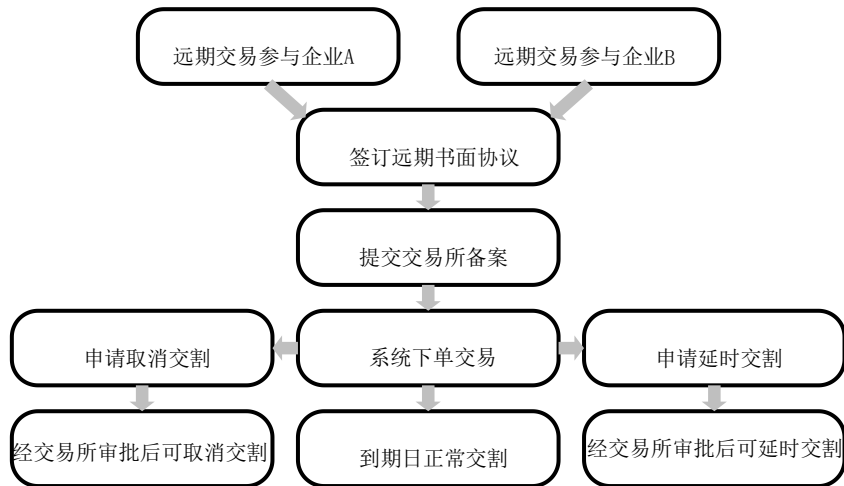 远期交易参与企业A
远期交易参与企业B
签订远期书面协议
提交交易所备案
申请取消交割
系统下单交易
申请延时交割
经交易所审批后可取消交割
到期日正常交割
经交易所审批后可延时交割